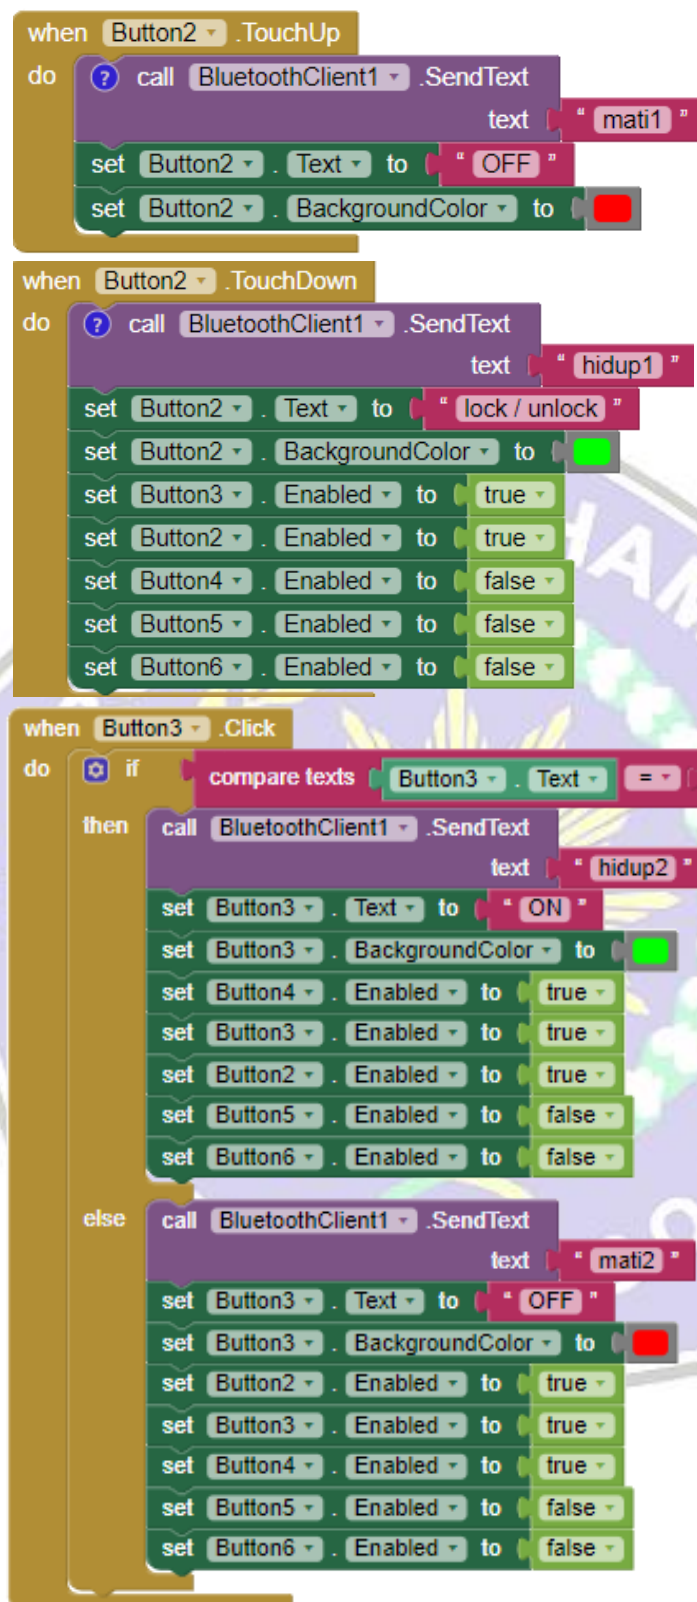 when Button2 .TouchUp
do ? call BluetoothClient1 .SendText
text " mati1 "
set Button2 . Text to " OFF "
set Button2 . BackgroundColor to
when Button2 .TouchDown
do ? call BluetoothClient1 .SendText
text " hidup1 "
set Button2 . Text to " lock / unlock "
set Button2 . BackgroundColor to
set Button3 . Enabled to true
set Button2 . Enabled to true
set Button4 . Enabled to false
set Button5 . Enabled to false
set Button6 . Enabled to false
when Button3 .Click
do if compare texts Button3 . Text =
then call BluetoothClient1 .SendText
text " hidup2 "
set Button3 . Text to " ON "
set Button3 . BackgroundColor to
set Button4 . Enabled to true
set Button3 . Enabled to true
set Button2 . Enabled to true
set Button5 . Enabled to false
set Button6 . Enabled to false
else call BluetoothClient1 .SendText
text " mati2 "
set Button3 . Text to " OFF "
set Button3 . BackgroundColor to
set Button2 . Enabled to true
set Button3 . Enabled to true
set Button4 . Enabled to true
set Button5 . Enabled to false
set Button6 . Enabled to false